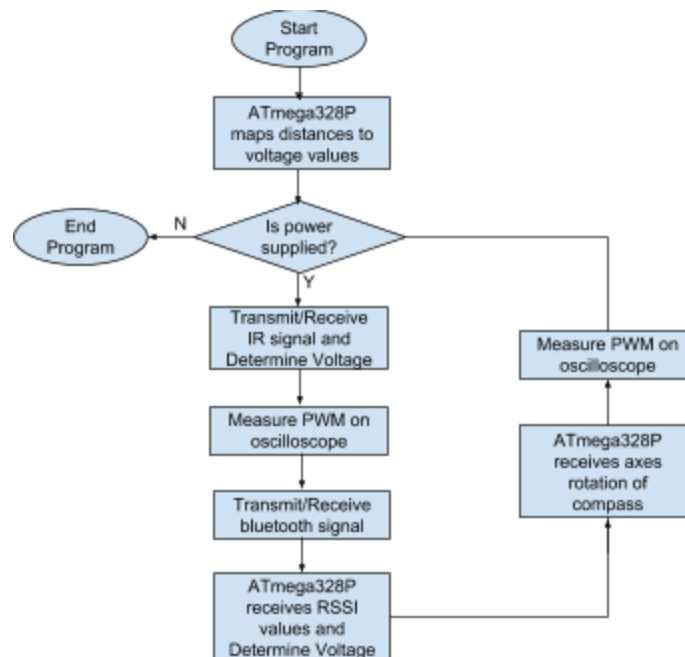 Start
Program
ATmega328P
maps distances to
voltage values
End
Program
N
Is power
supplied?
Y
Transmit/Receive
IR signal and
Determine Voltage
Measure PWM on
oscilloscope
Transmit/Receive
bluetooth signal
ATmega328P
receives RSSI
values and
Determine Voltage
ATmega328P
receives axes
rotation of
compass
Measure PWM on
oscilloscope